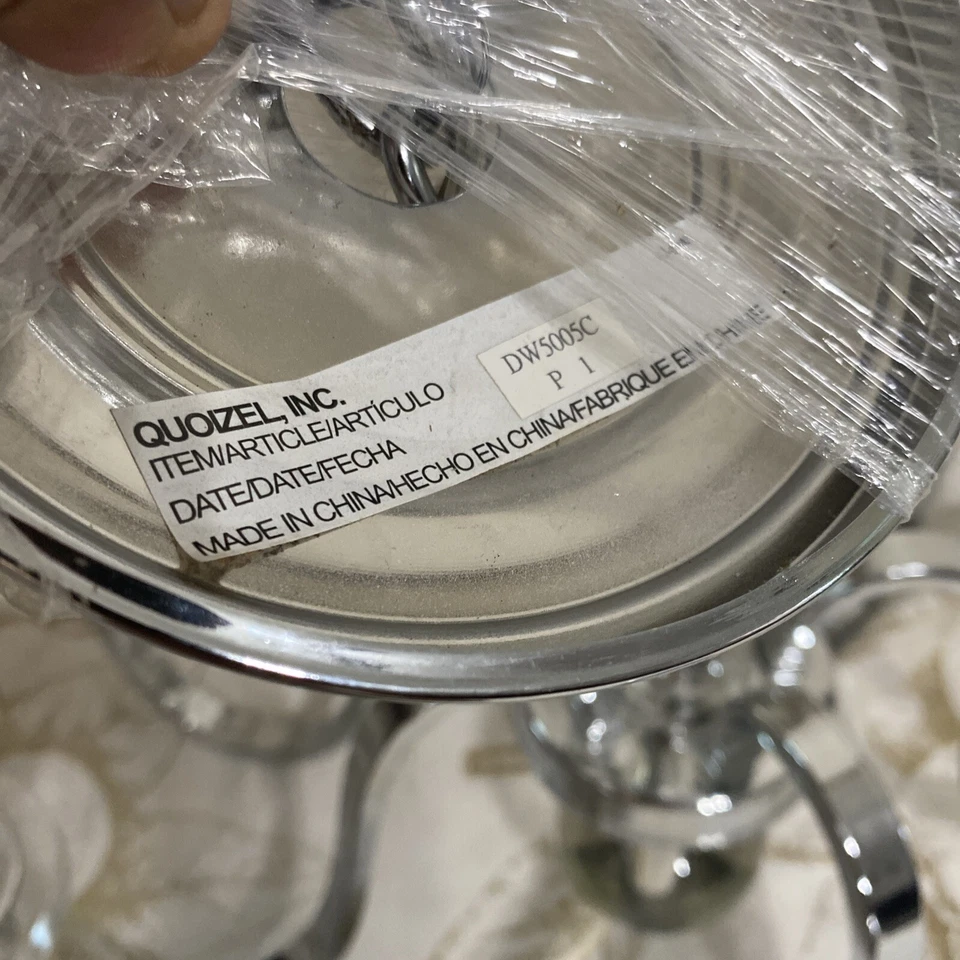 QUOIZEL, INC.
ITEM/ARTICLE/ARTÍCULO
DW5005C
DATE/DATE/FECHA
P 1
MADE IN CHINA/HECHO EN CHINA/FABRIQUE EN CHINE